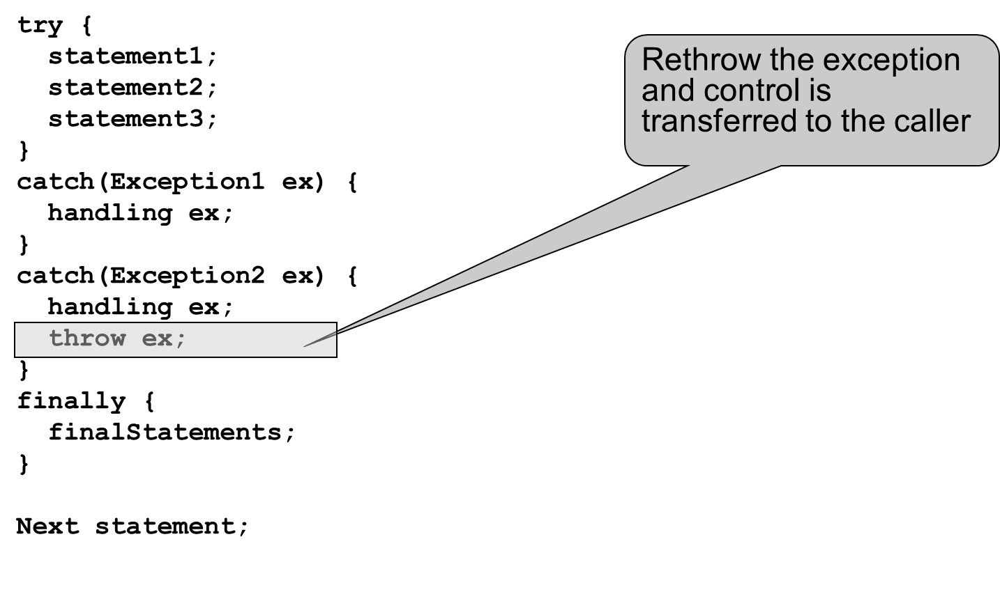 try {
  statement1;
  statement2;
  statement3;
}
catch(Exception1 ex) {
  handling ex;
}
catch(Exception2 ex) {
  handling ex;
  throw ex;
}
finally {
  finalStatements;
}

Next statement;
Rethrow the exception
and control is
transferred to the caller